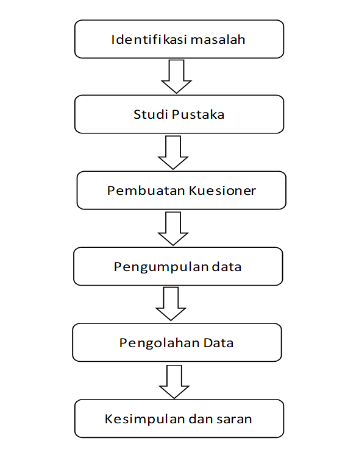 Identifikasi masalah
Studi Pustaka
Pembuatan Kuesioner
Pengumpulan data
Pengolahan Data
Kesimpulan dan saran